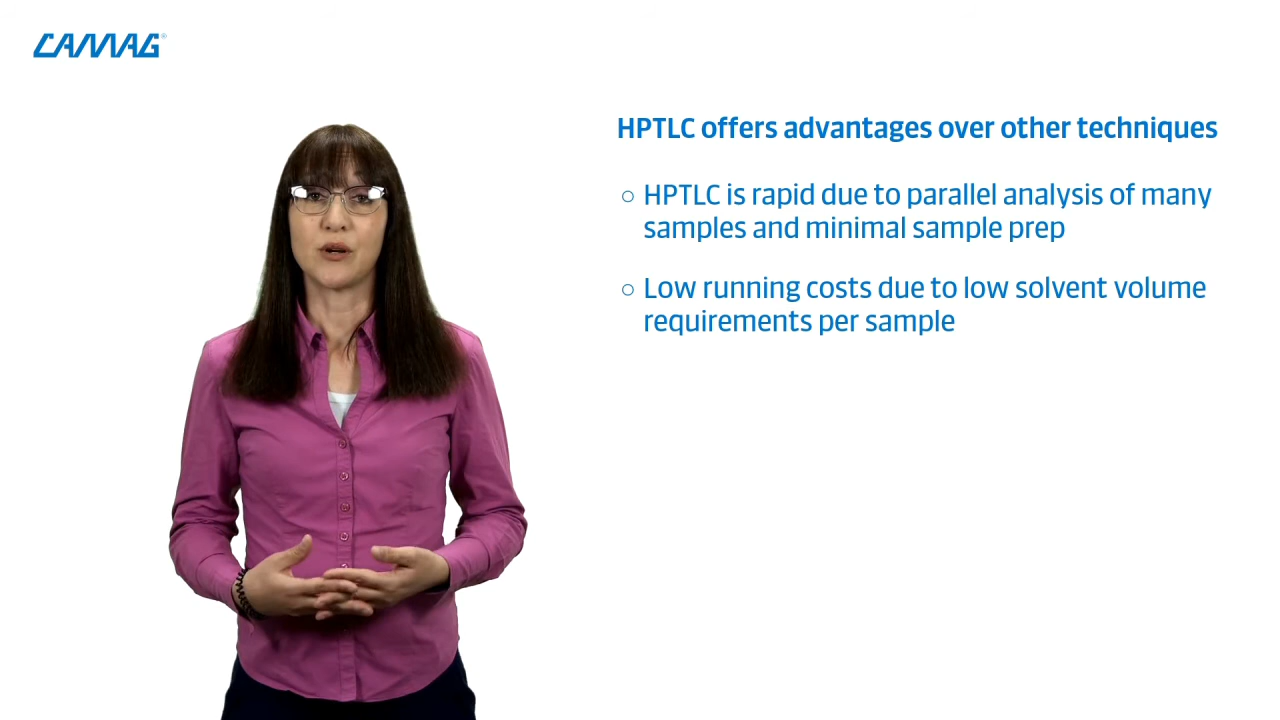 CAMAG®
HPTLC offers advantages over other techniques
○ HPTLC is rapid due to parallel analysis of many
samples and minimal sample prep
○ Low running costs due to low solvent volume
requirements per sample